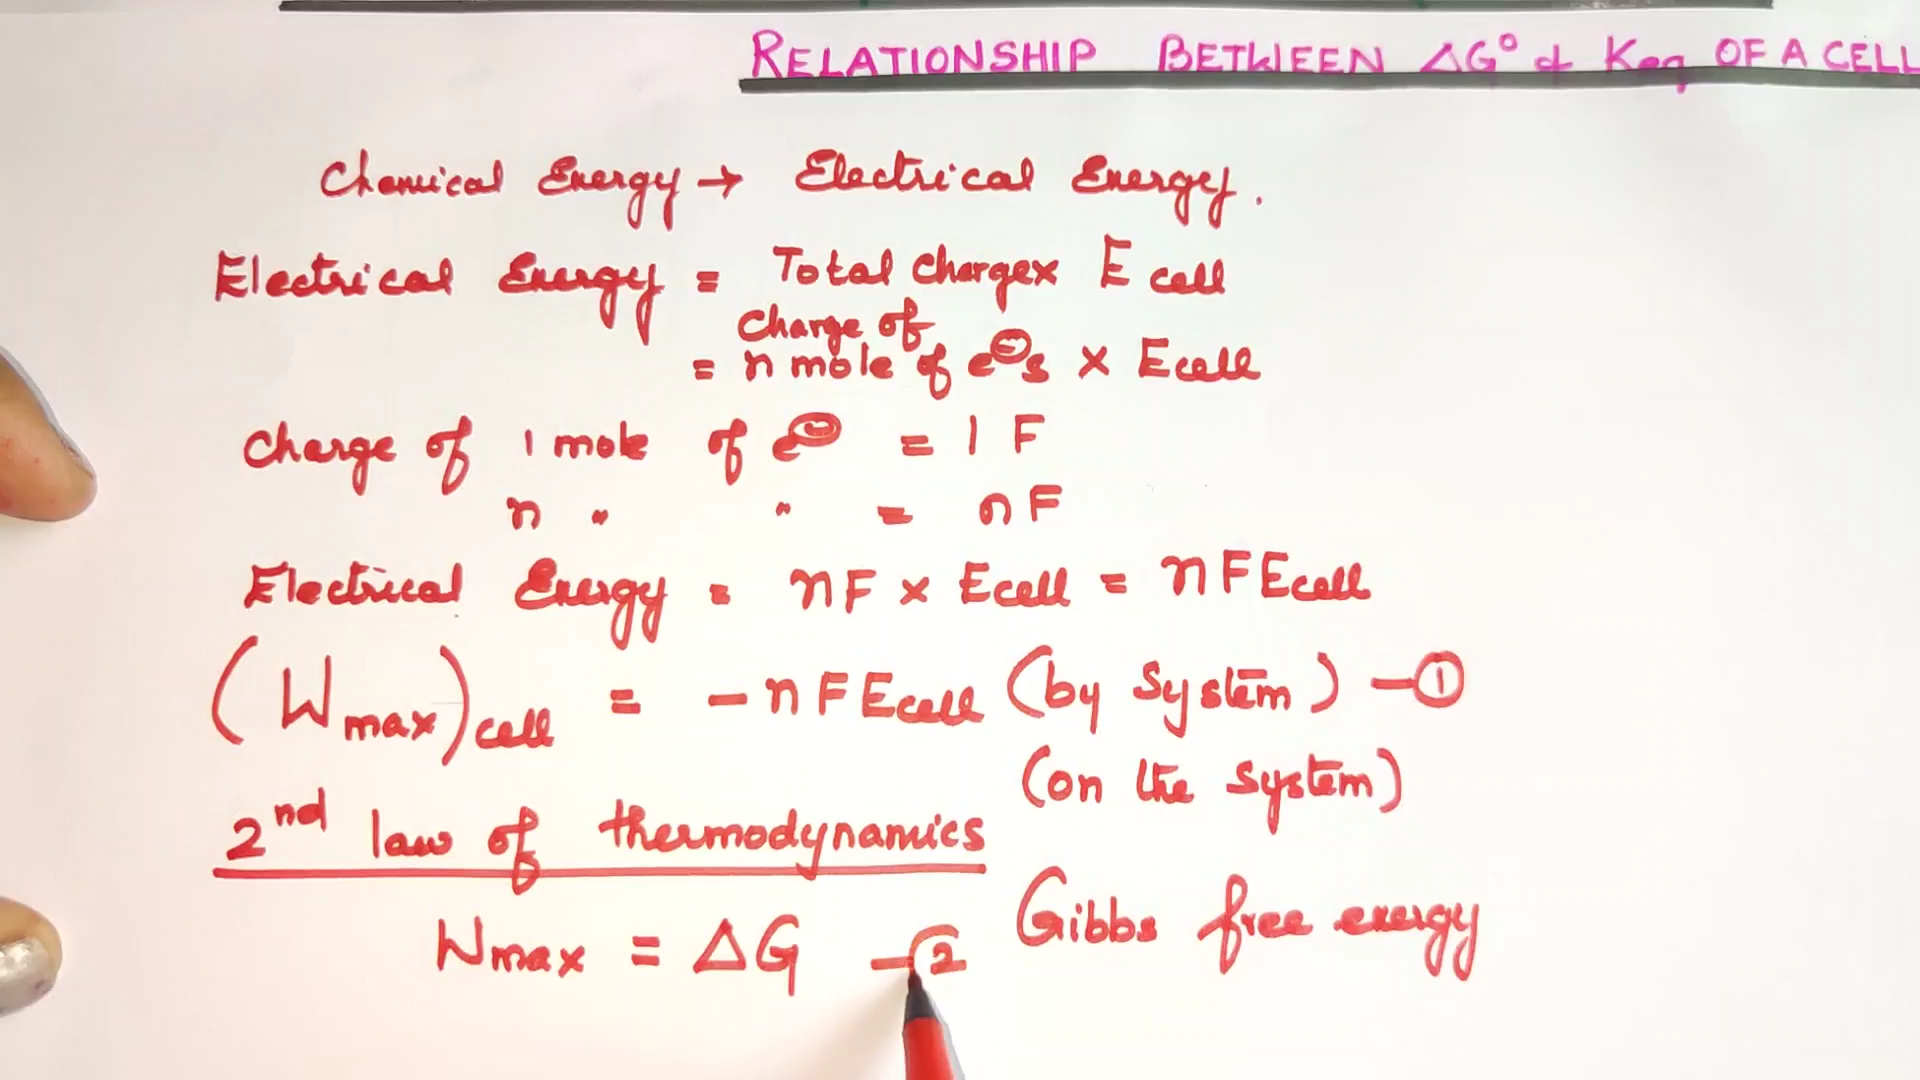 RELATIONSHIP BETWEEN ΔG° & Keq OF A CELL
Chemical Energy → Electrical Energy.
Electrical Energy = Total charge x E cell
charge of
= n mole of e⊖s × Ecell
Charge of 1 mole of e⊖ = 1 F
n " " = nF
Electrical Energy = nF × Ecell = nFEcell
(Wmax)cell = - nFEcell (by system) -①
(on the system)
2nd law of thermodynamics
Gibbs free energy
Wmax = ΔG -2